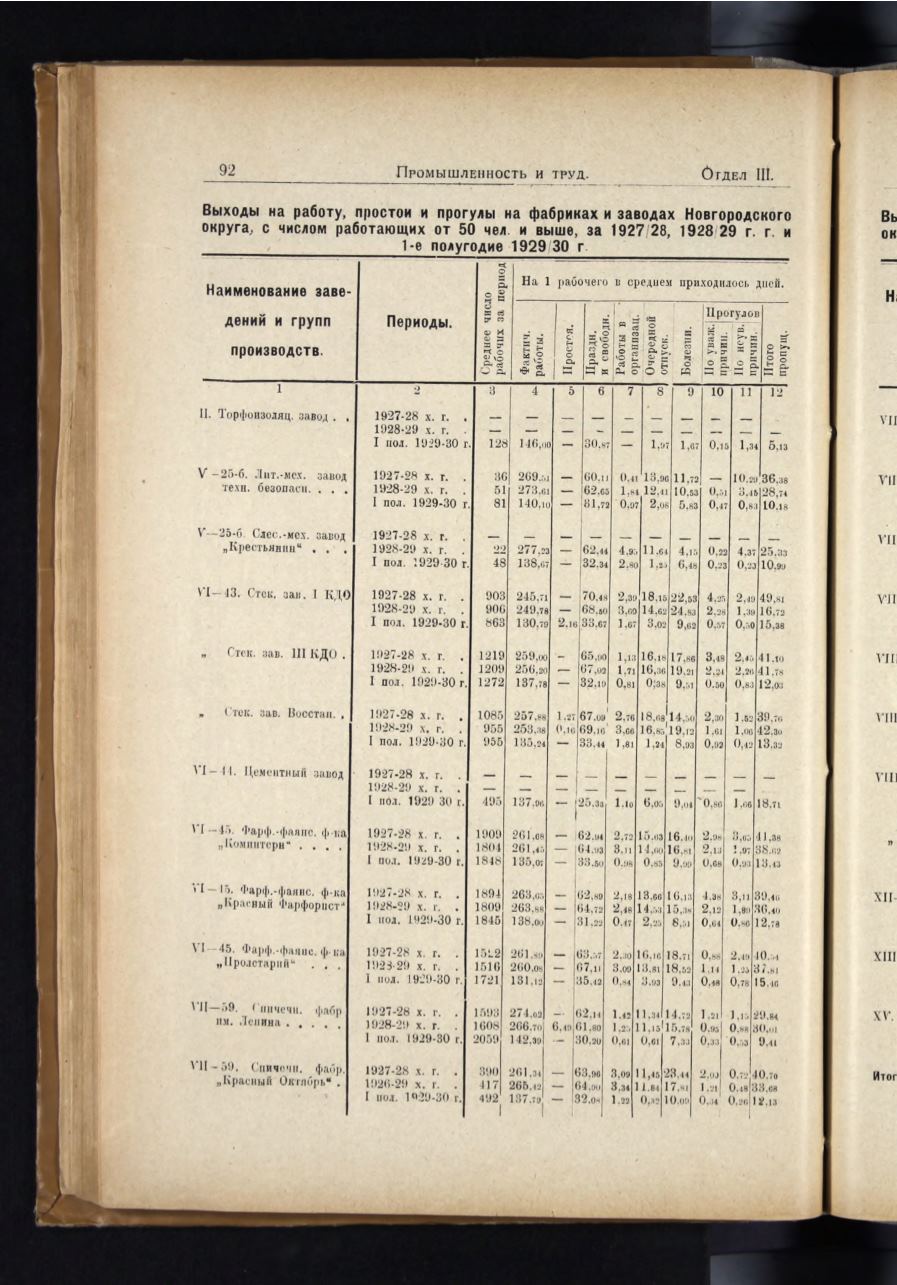 92 Промышленность и труд. Отдел III.
Выходы на работу, простои и прогулы на фабриках и заводах Новгородского
округа, с числом работающих от 50 чел. и выше, за 1927/28, 1928/29 г. г. и
1-е полугодие 1929/30 г.
Наименование заве-
дений и групп
производств.
Периоды.
Среднее число
рабочих за период
На 1 рабочего в среднем приходилось дней.
Фактич.
работы.
Простоя.
Праздн.
и свободн.
Работы в
организац.
Очередной
отпуск.
Болезни.
Прогулов
По уваж.
причин.
По неув.
причин.
Итого
пропущ.
1 2 3 4 5 6 7 8 9 10 11 12
II. Торфоизоляц. завод . . 1927-28 х. г. . — — — — — — — — — —
1928-29 х. г. . — — — — — — — — — —
I пол. 1929-30 г. 128 146,00 — 30,87 — 1,97 1,67 0,15 1,34 5,13
V—25-б. Лит.-мех. завод 1927-28 х. г. . 36 269,51 — 60,11 0,41 13,96 11,72 — 10,29 36,38
техн. безопасн. . . . 1928-29 х. г. . 51 273,61 — 62,65 1,84 12,41 10,53 0,51 3,45 28,74
I пол. 1929-30 г. 81 140,10 — 31,72 0,97 2,08 5,83 0,47 0,83 10,18
V—25-б. Слес.-мех. завод 1927-28 х. г. . — — — — — — — — — —
„Крестьянин“ . . . 1928-29 х. г. . 22 277,23 — 62,44 4,95 11,64 4,15 0,22 4,37 25,33
I пол. 1929-30 г. 48 138,67 — 32,34 2,80 1,25 6,48 0,23 0,23 10,99
VI—43. Стек. зав. I КДО 1927-28 х. г. . 903 245,71 — 70,48 2,39 18,15 22,53 4,25 2,49 49,81
1928-29 х. г. . 906 249,78 — 68,50 3,60 14,62 24,83 2,28 1,39 16,72
I пол. 1929-30 г. 863 130,79 2,16 33,67 1,67 3,02 9,62 0,57 0,50 15,38
„ Стек. зав. III КДО . 1927-28 х. г. . 1219 259,00 — 65,90 1,13 16,18 17,86 3,48 2,45 41,10
1928-29 х. г. . 1209 256,20 — 67,02 1,71 16,36 19,21 2,24 2,26 41,78
I пол. 1929-30 г. 1272 137,78 — 32,19 0,81 0,38 9,51 0,50 0,83 12,03
„ Стек. зав. Восстан. . 1927-28 х. г. . 1085 257,88 1,27 67,09 2,76 18,68 14,50 2,30 1,52 39,76
1928-29 х. г. . 955 253,38 0,16 69,16 3,66 16,85 19,12 1,61 1,06 42,30
I пол. 1929-30 г. 955 135,24 — 33,44 1,81 1,24 8,93 0,92 0,42 13,32
VI—44. Цементный завод 1927-28 х. г. . — — — — — — — — — —
1928-29 х. г. . — — — — — — — — — —
I пол. 1929 30 г. 495 137,96 — 25,33 1,10 6,05 9,04 0,86 1,66 18,71
VI—45. Фарф.-фаянс. ф-ка 1927-28 х. г. . 1909 261,68 — 62,94 2,72 15,63 16,40 2,98 3,65 41,38
„Коминтерн“ . . . . 1928-29 х. г. . 1804 261,45 — 64,93 3,11 14,60 16,81 2,13 1,97 38,62
I пол. 1929-30 г. 1848 135,07 — 33,50 0,98 0,85 9,99 0,68 0,93 13,43
VI—45. Фарф.-фаянс. ф-ка 1927-28 х. г. . 1894 263,65 — 62,89 2,18 13,66 16,13 4,38 3,11 39,46
„Красный Фарфорист“ 1928-29 х. г. . 1809 263,88 — 64,72 2,48 14,53 15,38 2,12 1,89 36,40
I пол. 1929-30 г. 1845 138,00 — 31,22 0,47 2,25 8,51 0,64 0,86 12,78
VI—45. Фарф.-фаянс. ф-ка 1927-28 х. г. . 1522 261,89 — 63,57 2,30 16,16 18,71 0,88 2,49 40,54
„Пролетарий“ . . . 1928-29 х. г. . 1516 260,08 — 67,11 3,09 13,81 18,52 1,14 1,25 37,81
I пол. 1929-30 г. 1721 131,12 — 35,42 0,84 3,93 9,43 0,48 0,78 15,46
VII—59. Спичечн. фабр 1927-28 х. г. . 1593 274,02 — 62,14 1,42 11,34 14,72 1,21 1,15 29,84
им. Ленина . . . . . 1928-29 х. г. . 1608 266,70 6,49 61,80 1,25 11,15 15,78 0,95 0,88 30,01
I пол. 1929-30 г. 2059 142,39 — 30,20 0,61 0,61 7,33 0,33 0,53 9,41
VII—59. Спичечн. фабр. 1927-28 х. г. . 390 261,34 — 63,96 3,09 11,45 23,44 2,00 0,72 40,70
„Красный Октябрь“ . 1926-29 х. г. . 417 265,42 — 64,90 3,34 11,84 17,81 1,21 0,48 33,68
I пол. 1929-30 г. 492 137,79 — 32,08 1,22 0,32 10,09 0,34 0,26 12,13
Вы
ок
VII
VII
VII
VII
VII
VIII
VIII
„
XII-
XIII
XV.
Итог